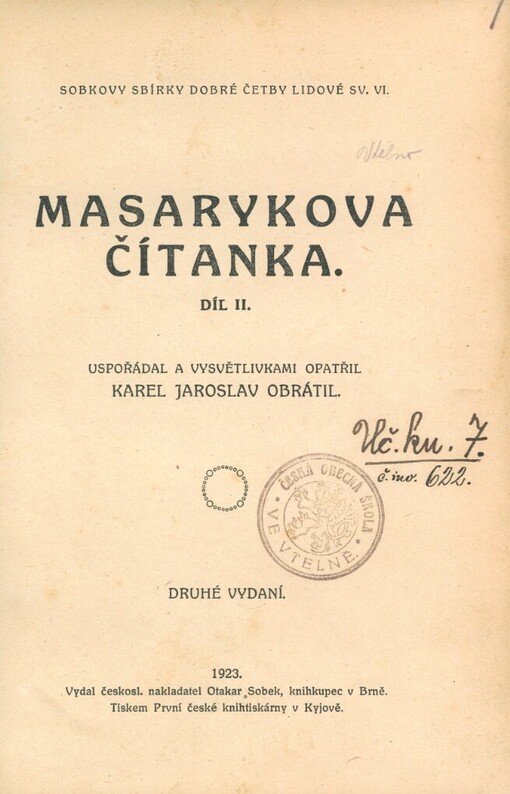 SOBKOVY SBÍRKY DOBRÉ ČETBY LIDOVÉ SV. VI.
Vtelno
MASARYKOVA
ČÍTANKA.
DÍL II.
USPOŘÁDAL A VYSVĚTLIVKAMI OPATŘIL
KAREL JAROSLAV OBRÁTIL.
Uč. kn. 7.
č. inv. 622.
ČESKÁ OBECNÁ ŠKOLA
VE VTELNĚ.
DRUHÉ VYDANÍ.
1923.
Vydal českosl. nakladatel Otakar Sobek, knihkupec v Brně.
Tiskem První české knihtiskárny v Kyjově.